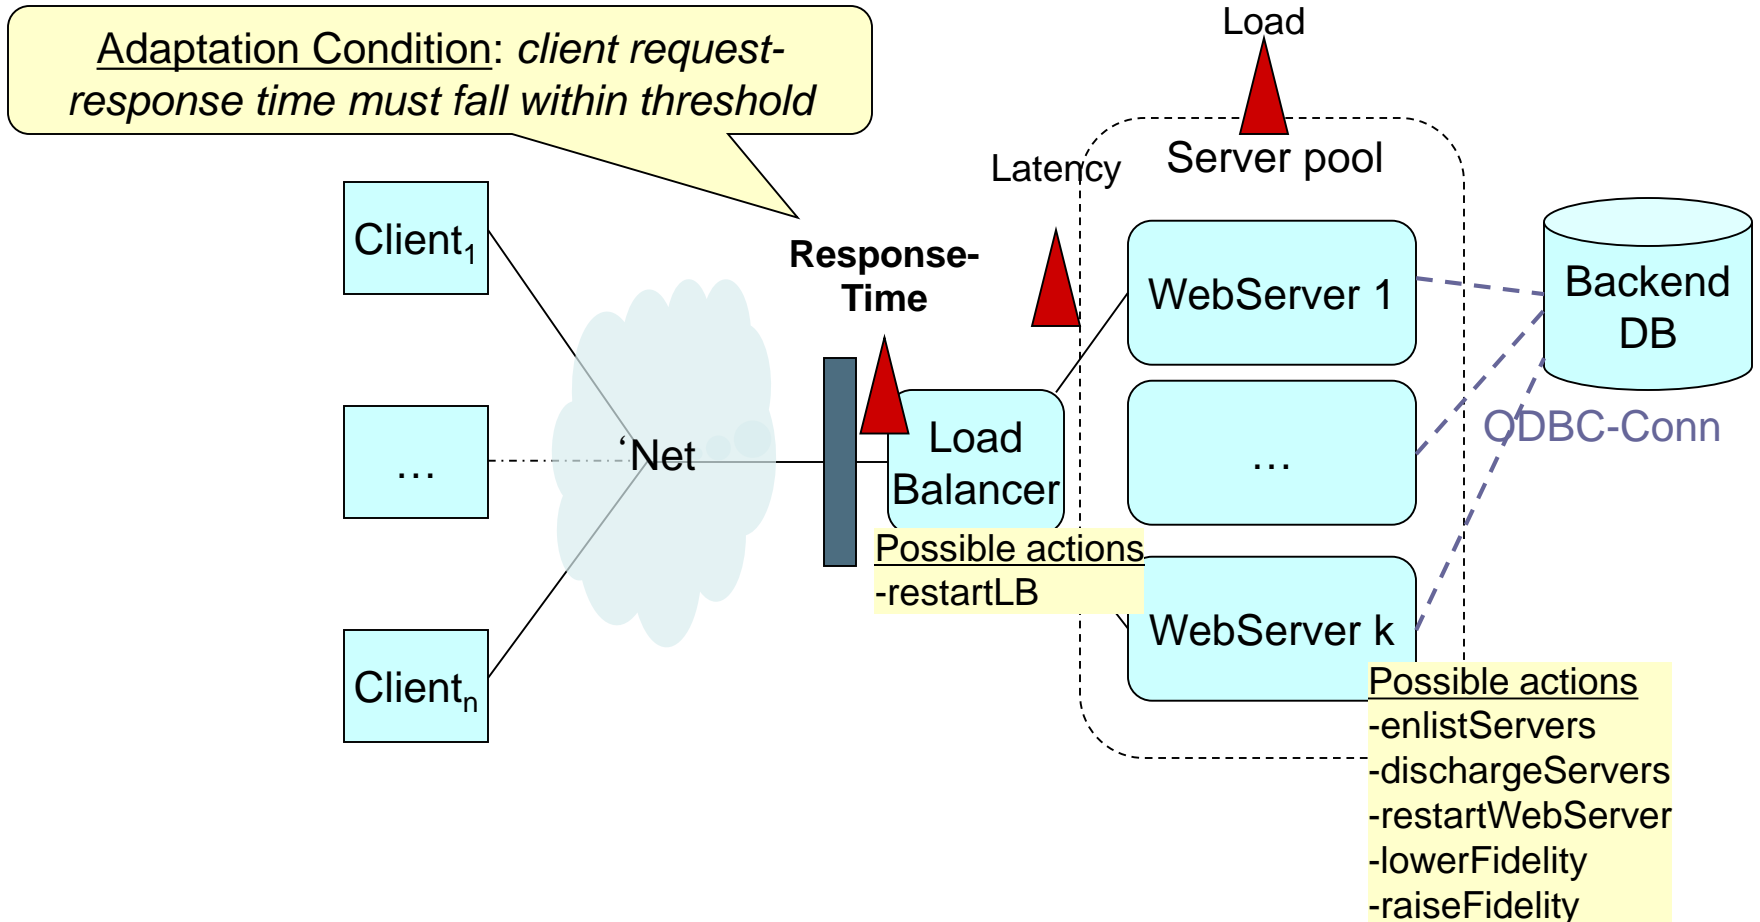 Adaptation Condition: client request-
response time must fall within threshold
Load
Server pool
Latency
Client1
Response-
Time
WebServer 1
Backend
DB
ODBC-Conn
…
‘Net
Load
Balancer
…
Possible actions
-restartLB
WebServer k
Clientn
Possible actions
-enlistServers
-dischargeServers
-restartWebServer
-lowerFidelity
-raiseFidelity